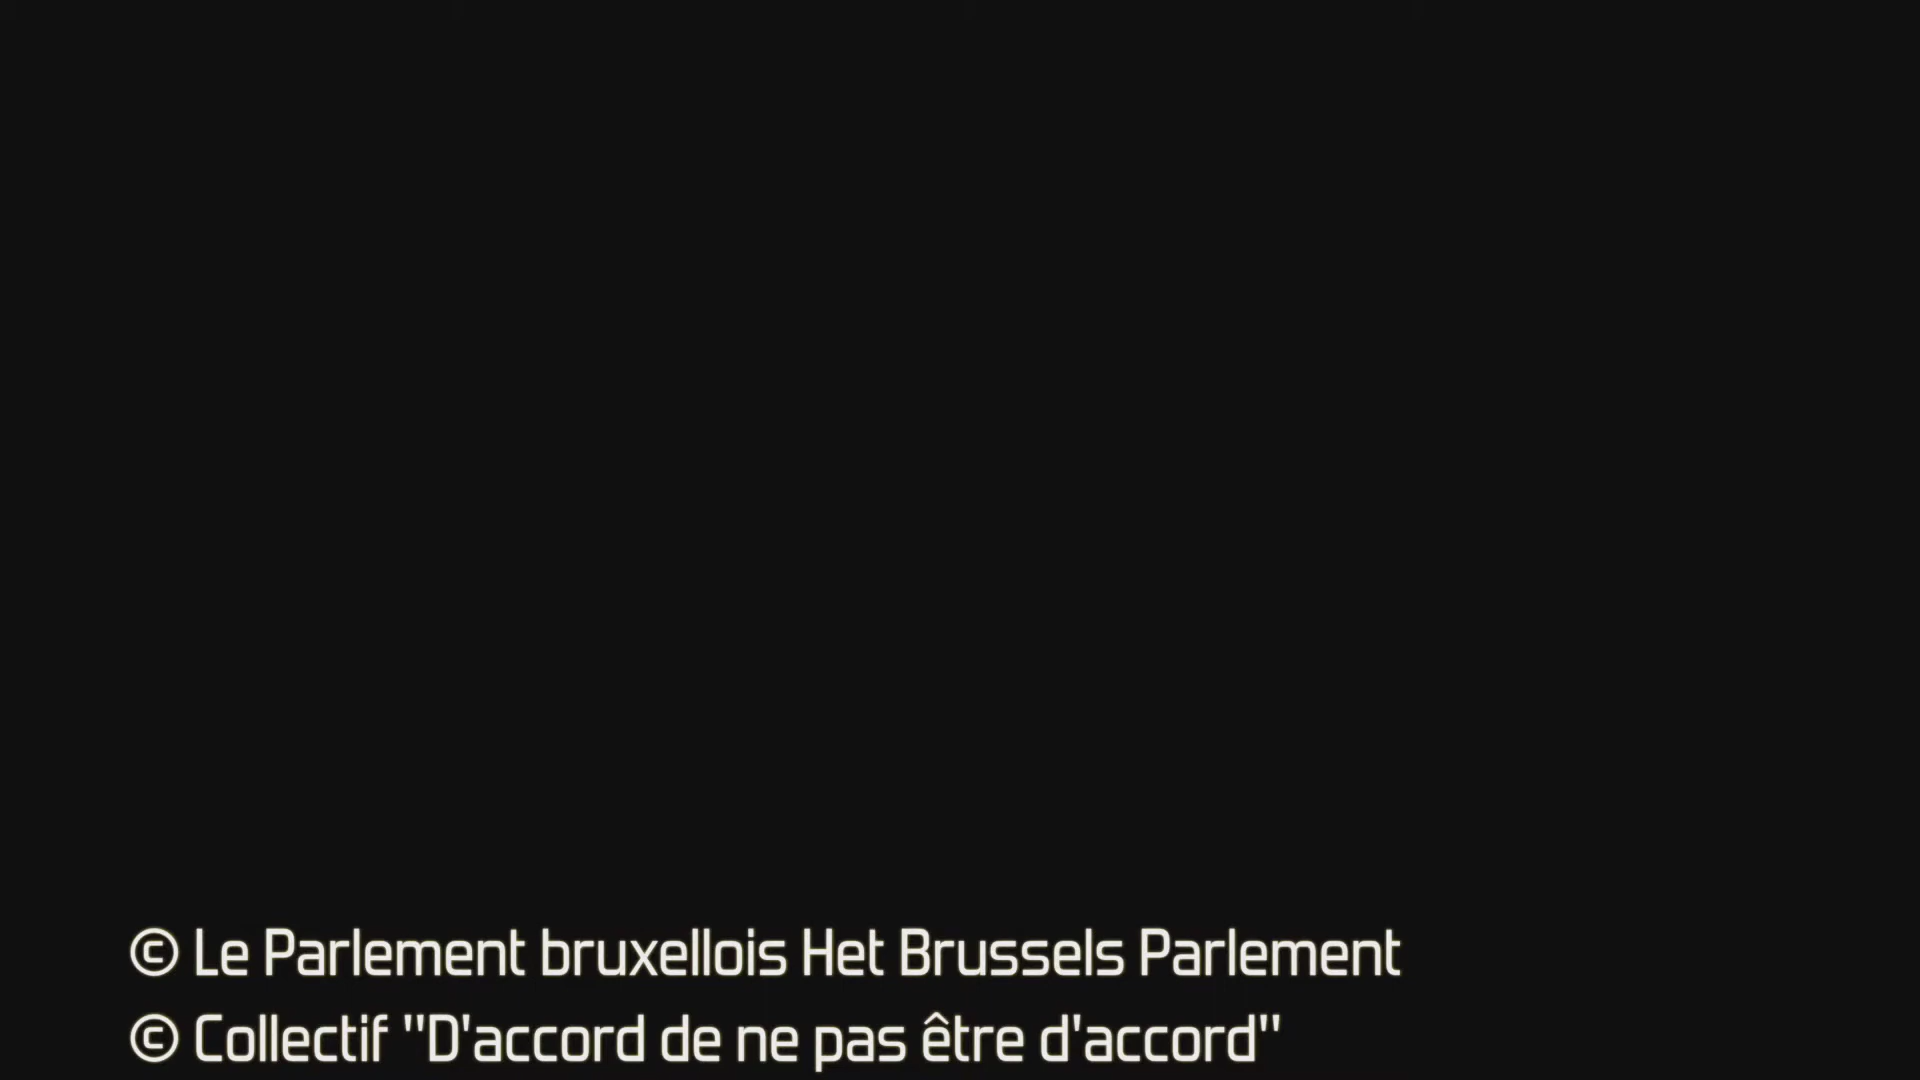 © Le Parlement bruxellois Het Brussels Parlement
© Collectif "D'accord de ne pas être d'accord"